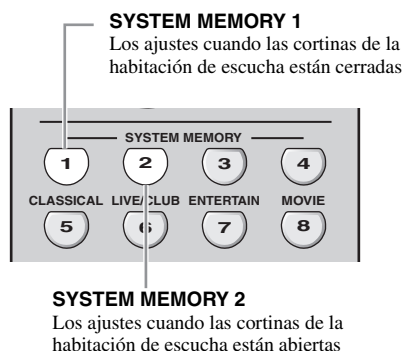 SYSTEM MEMORY 1
Los ajustes cuando las cortinas de la
habitación de escucha están cerradas
SYSTEM MEMORY
1 2 3 4
CLASSICAL LIVE/CLUB ENTERTAIN MOVIE
5 6 7 8
SYSTEM MEMORY 2
Los ajustes cuando las cortinas de la
habitación de escucha están abiertas